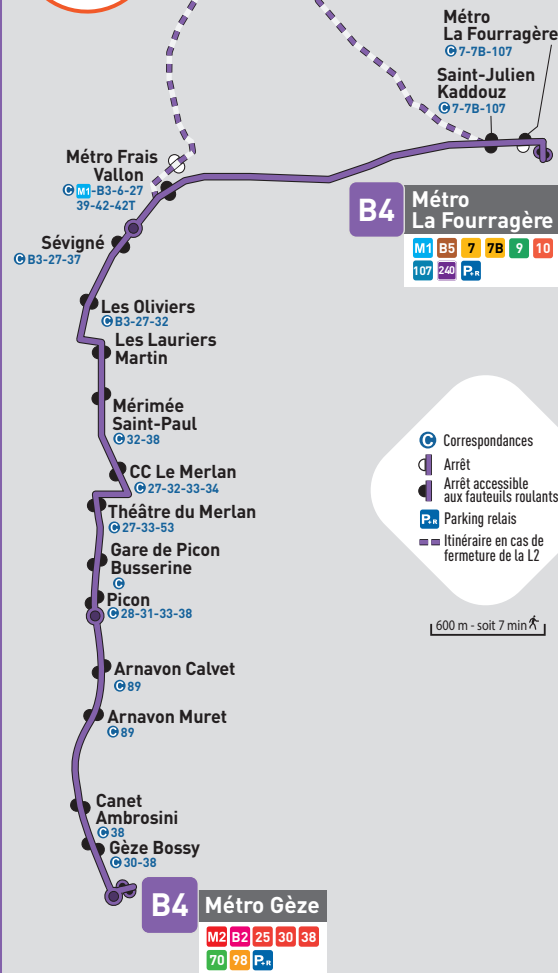 Métro
La Fourragère
C 7-7B-107
Saint-Julien
Kaddouz
C 7-7B-107
Métro Frais
Vallon
C M1-B3-6-27
39-42-42T
B4 Métro
La Fourragère
M1 B5 7 7B 9 10
107 240 P+R
Sévigné
C B3-27-37
Les Oliviers
C B3-27-32
Les Lauriers
Martin
Mérimée
Saint-Paul
C 32-38
CC Le Merlan
C 27-32-33-34
Théâtre du Merlan
C 27-33-53
Gare de Picon
Busserine
C
Picon
C 28-31-33-38
Arnavon Calvet
C 89
Arnavon Muret
C 89
Canet
Ambrosini
C 38
Gèze Bossy
C 30-38
B4 Métro Gèze
M2 B2 25 30 38
70 98 P+R
C Correspondances
Arrêt
Arrêt accessible
aux fauteuils roulants
P+R Parking relais
Itinéraire en cas de
fermeture de la L2
600 m - soit 7 min